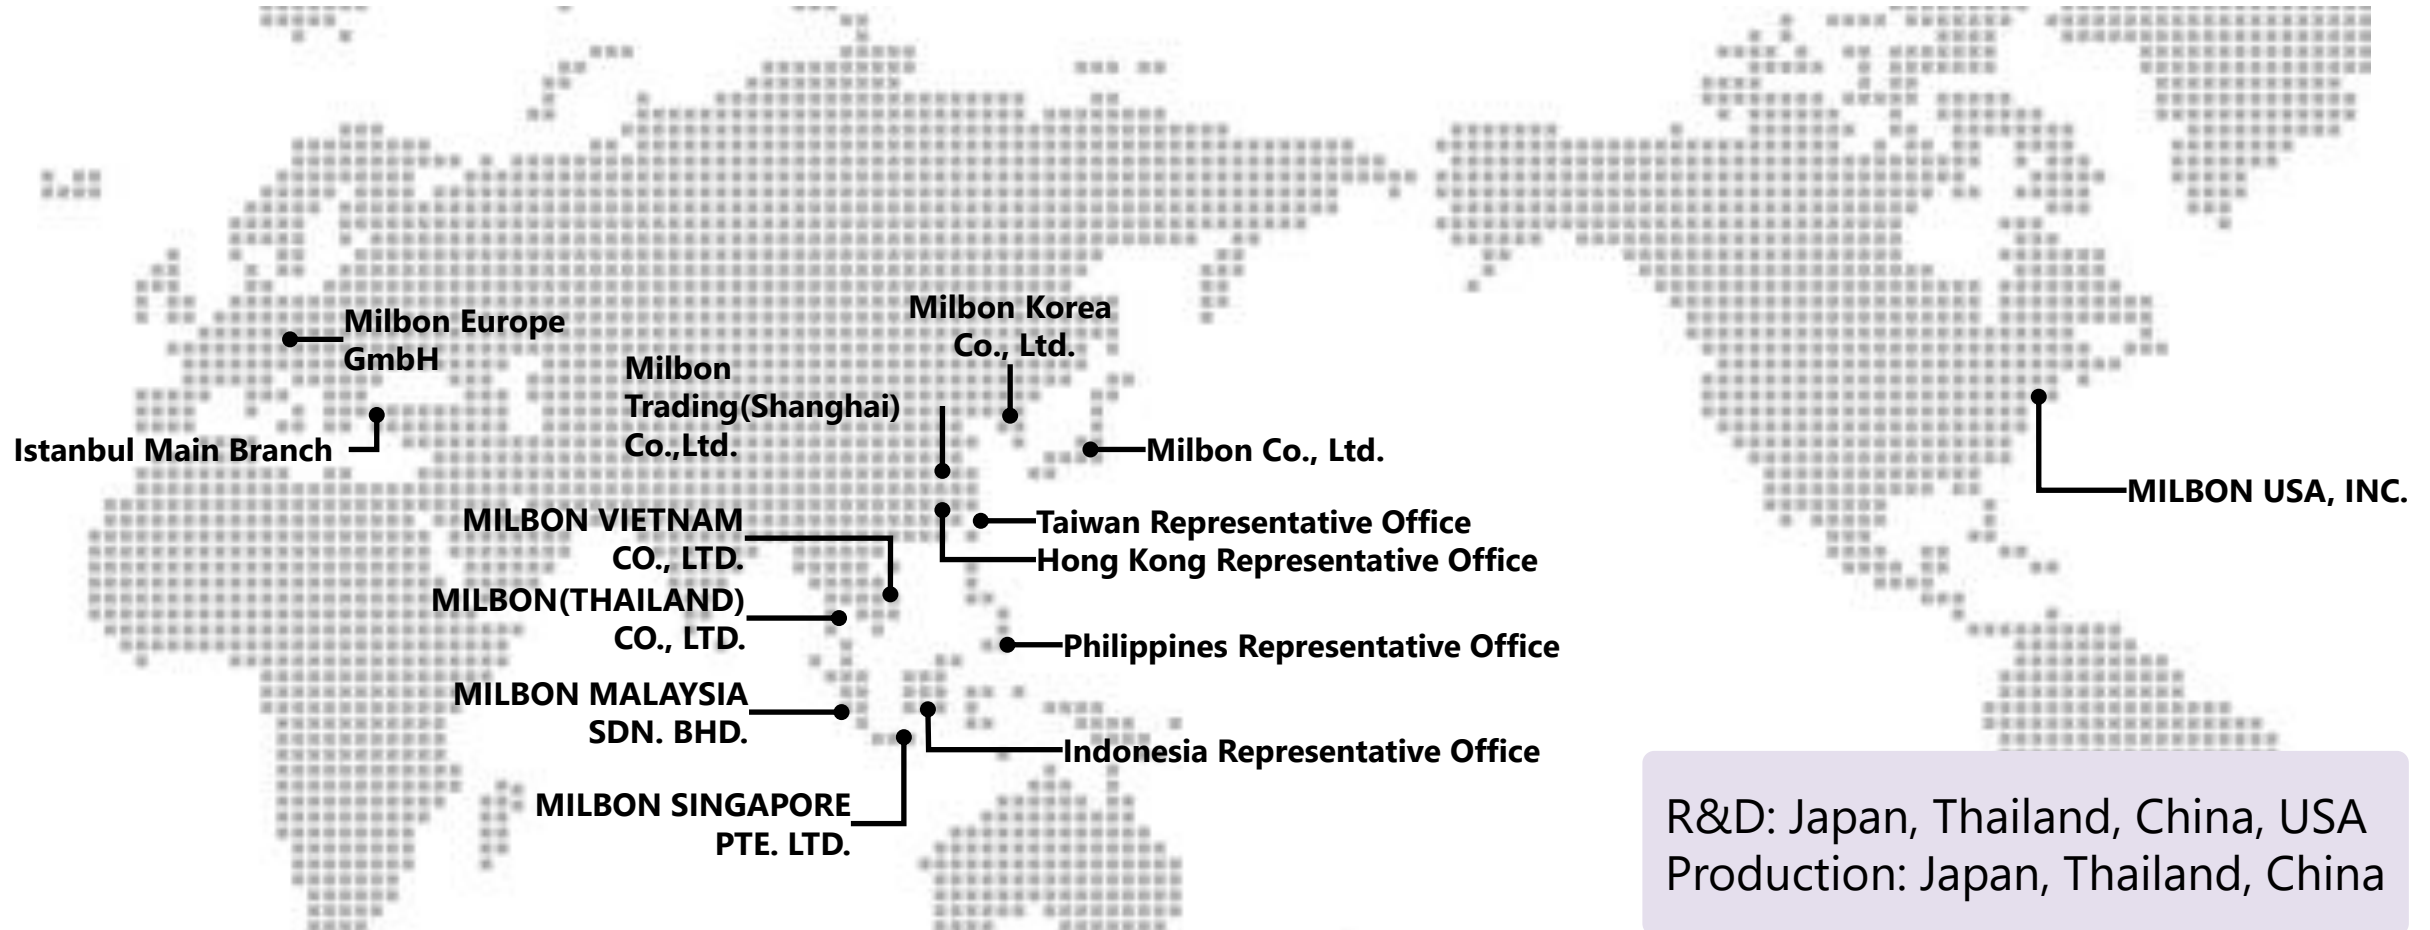 Milbon Europe
GmbH
Istanbul Main Branch
Milbon
Trading(Shanghai)
Co.,Ltd.
Milbon Korea
Co., Ltd.
Milbon Co., Ltd.
MILBON USA, INC.
MILBON VIETNAM
CO., LTD.
Taiwan Representative Office
Hong Kong Representative Office
MILBON(THAILAND)
CO., LTD.
Philippines Representative Office
MILBON MALAYSIA
SDN. BHD.
Indonesia Representative Office
MILBON SINGAPORE
PTE. LTD.
R&D: Japan, Thailand, China, USA
Production: Japan, Thailand, China